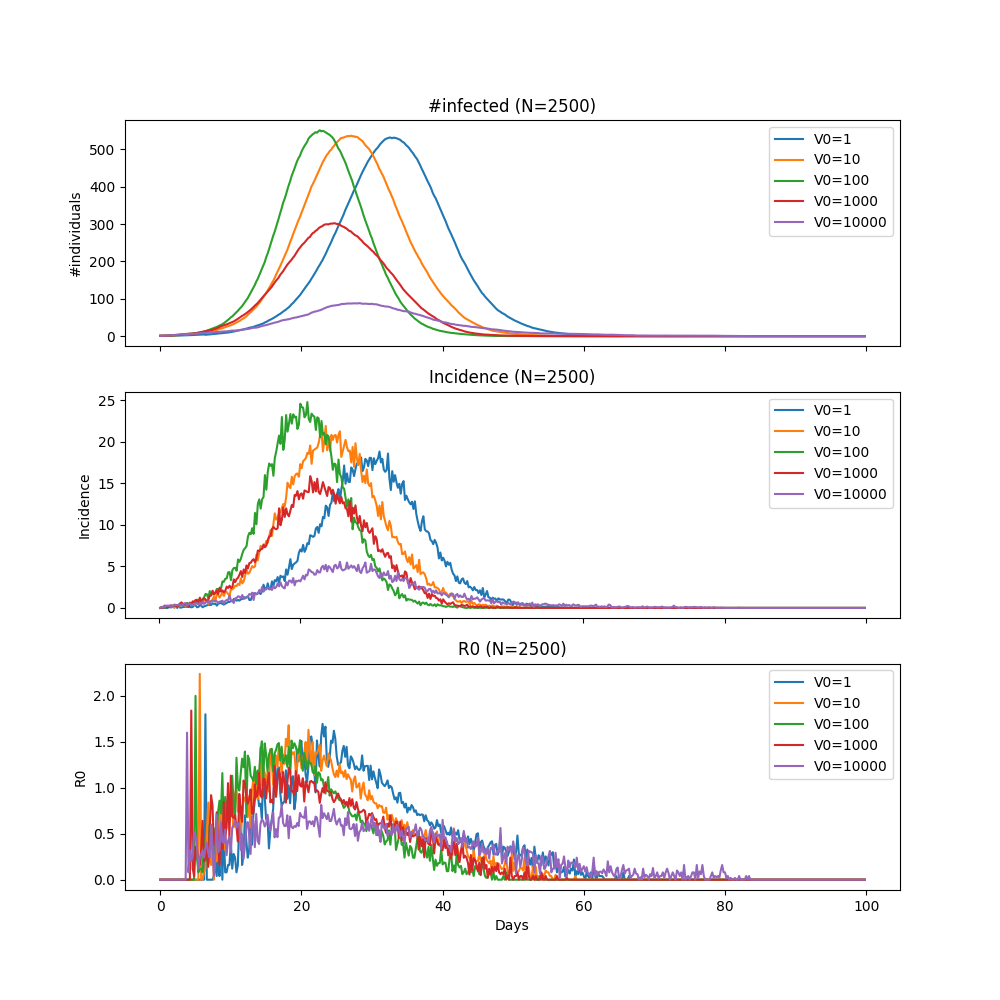 #infected (N=2500)
#individuals
500
400
300
200
100
0
V0=1
V0=10
V0=100
V0=1000
V0=10000
Incidence (N=2500)
Incidence
25
20
15
10
5
0
V0=1
V0=10
V0=100
V0=1000
V0=10000
R0 (N=2500)
R0
2.0
1.5
1.0
0.5
0.0
V0=1
V0=10
V0=100
V0=1000
V0=10000
0 20 40 60 80 100
Days